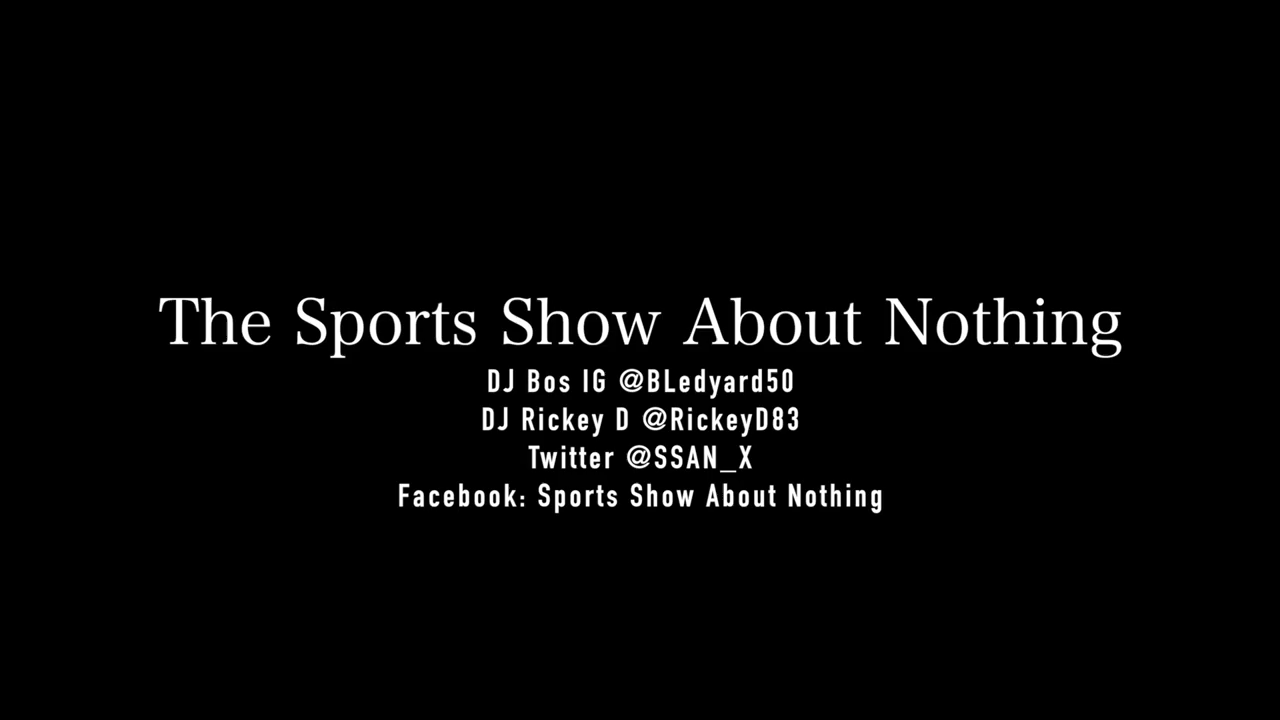 The Sports Show About Nothing
DJ Bos IG @BLedyard50
DJ Rickey D @RickeyD83
Twitter @SSAN_X
Facebook: Sports Show About Nothing